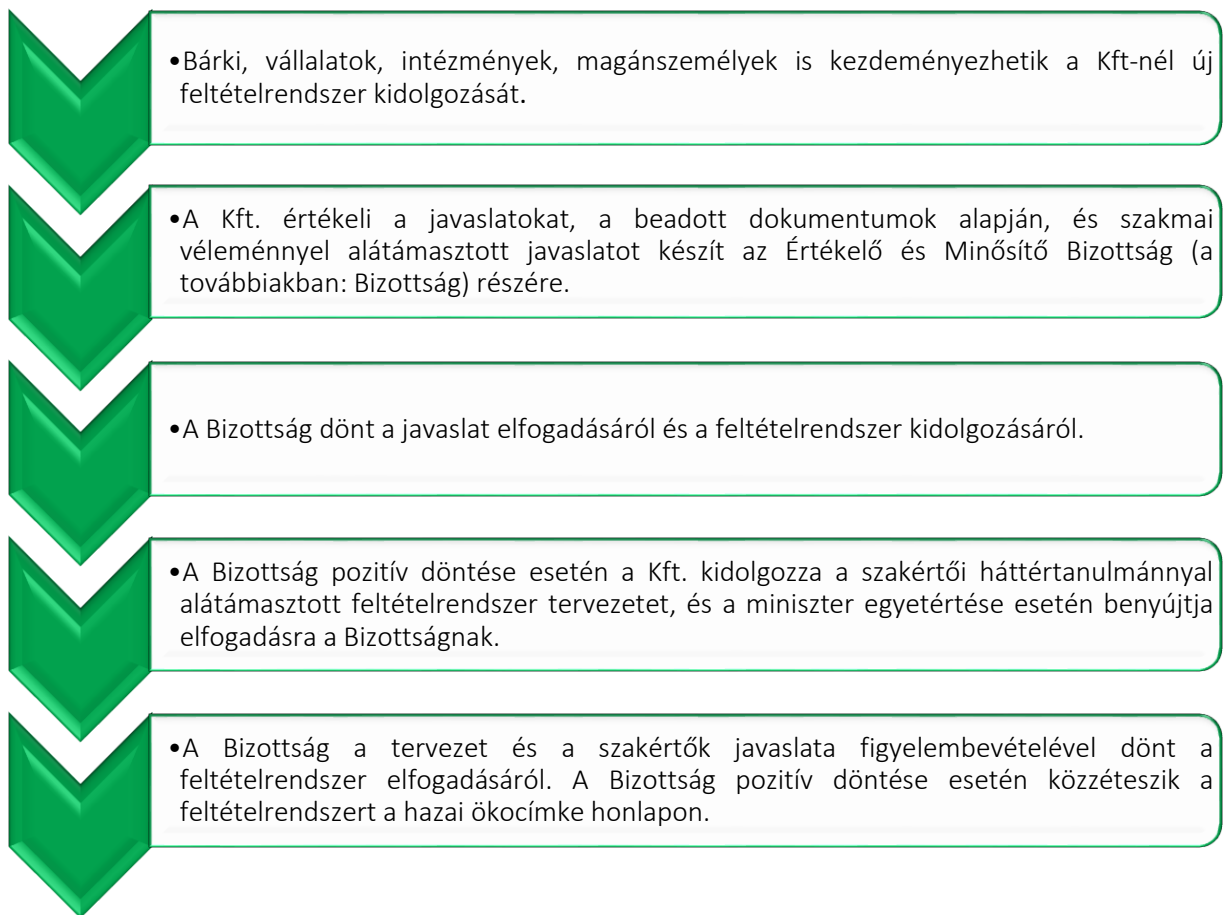 •Bárki, vállalatok, intézmények, magánszemélyek is kezdeményezhetik a Kft-nél új
feltételrendszer kidolgozását.
•A Kft. értékeli a javaslatokat, a beadott dokumentumok alapján, és szakmai
véleménnyel alátámasztott javaslatot készít az Értékelő és Minősítő Bizottság (a
továbbiakban: Bizottság) részére.
•A Bizottság dönt a javaslat elfogadásáról és a feltételrendszer kidolgozásáról.
•A Bizottság pozitív döntése esetén a Kft. kidolgozza a szakértői háttértanulmánnyal
alátámasztott feltételrendszer tervezetet, és a miniszter egyetértése esetén benyújtja
elfogadásra a Bizottságnak.
•A Bizottság a tervezet és a szakértők javaslata figyelembevételével dönt a
feltételrendszer elfogadásáról. A Bizottság pozitív döntése esetén közzéteszik a
feltételrendszert a hazai ökocímke honlapon.